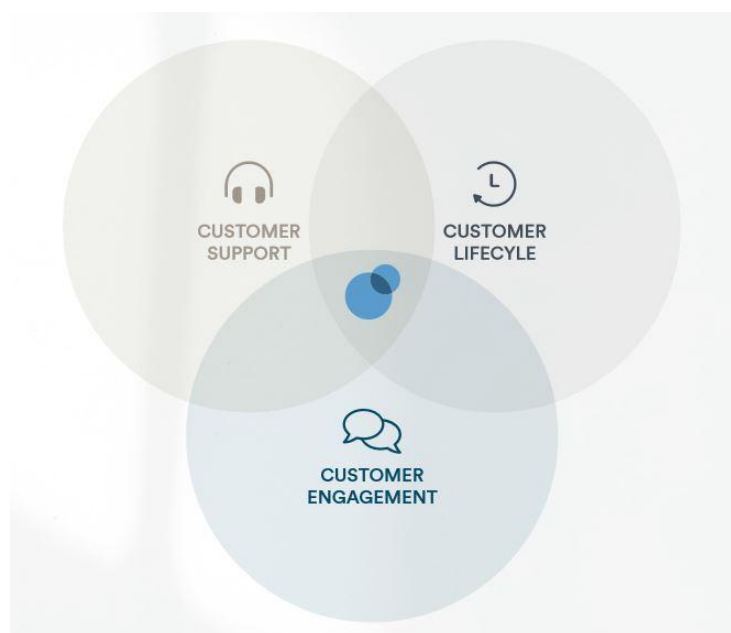 CUSTOMER
SUPPORT
CUSTOMER
LIFECYLE
CUSTOMER
ENGAGEMENT